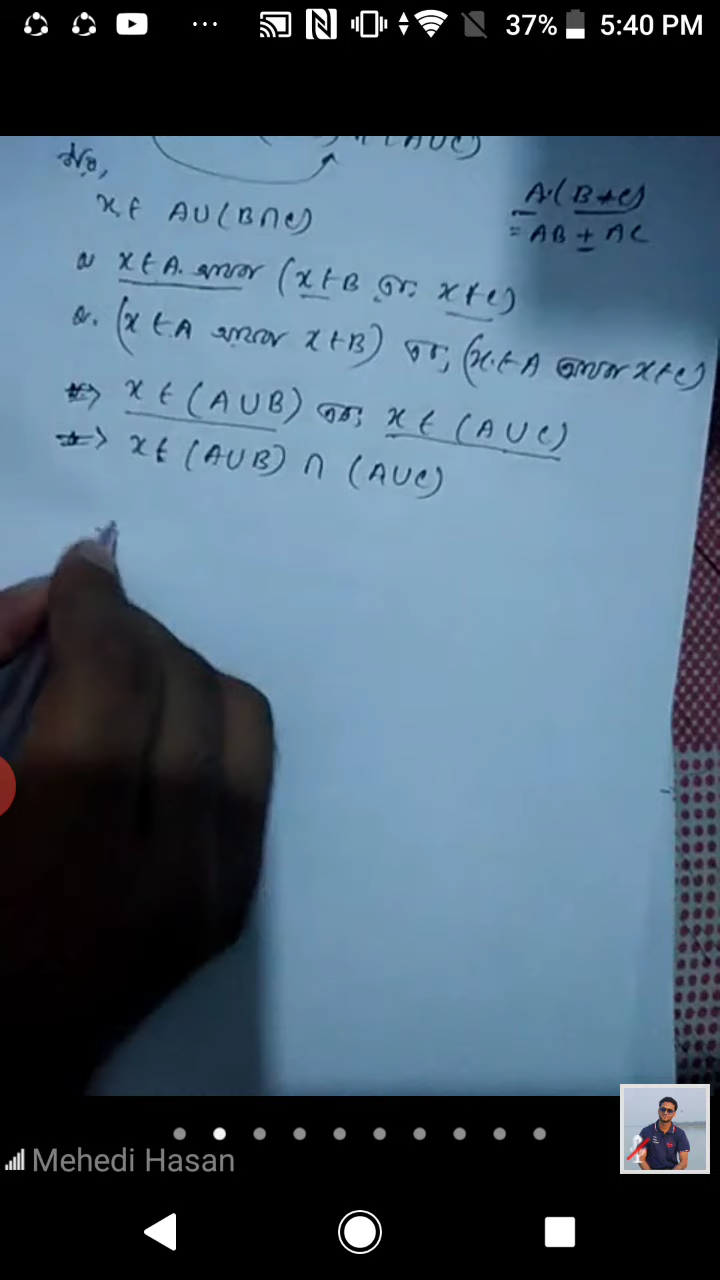 37% 5:40 PM
A·(B+C)
= AB + AC
x ∈ A∪(B∩C)
x ∈ A. অথবা (x ∈ B এবং x ∈ C)
(x ∈ A অথবা x ∈ B) এবং (x ∈ A অথবা x ∈ C)
=> x ∈ (A∪B) এবং x ∈ (A∪C)
=> x ∈ (A∪B) ∩ (A∪C)
Mehedi Hasan